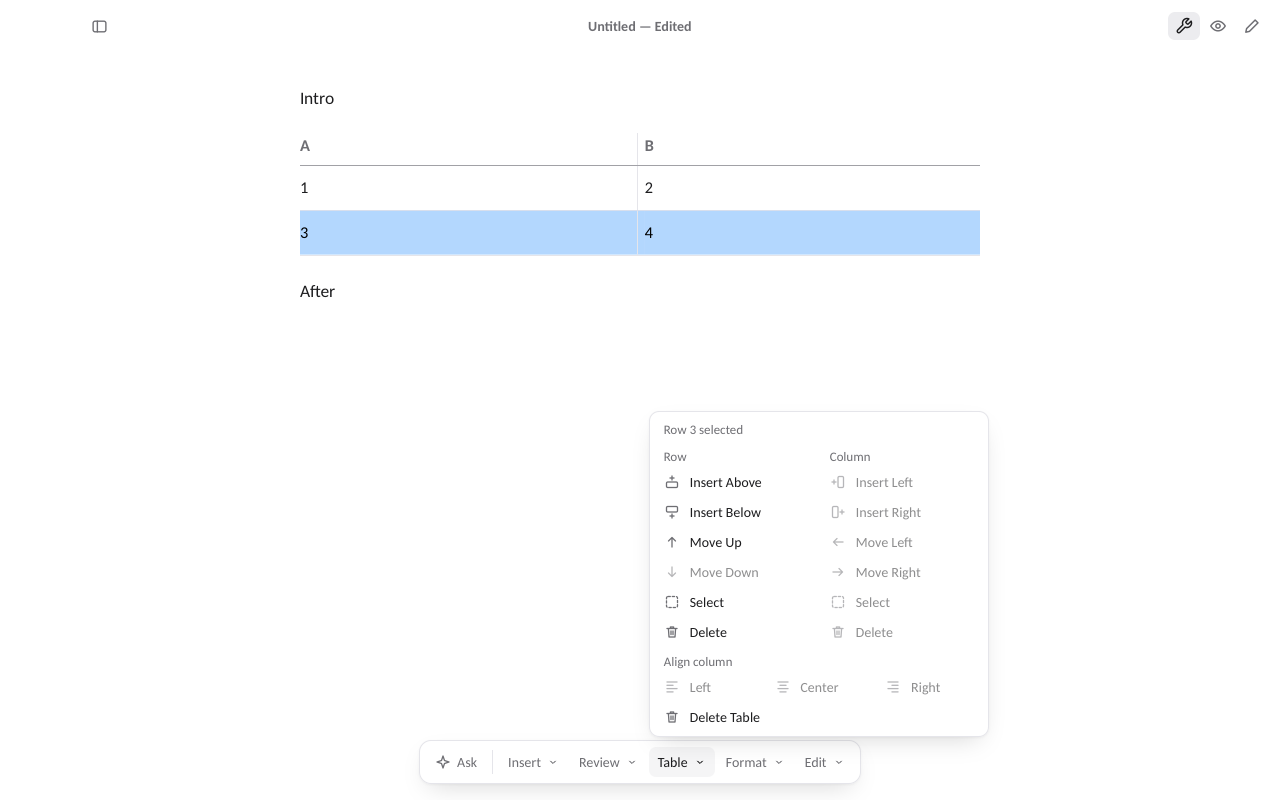 Untitled — Edited
Intro
A B
1 2
3 4
After
Row 3 selected
Row Column
Insert Above Insert Left
Insert Below Insert Right
Move Up Move Left
Move Down Move Right
Select Select
Delete Delete
Align column
Left Center Right
Delete Table
Ask Insert Review Table Format Edit